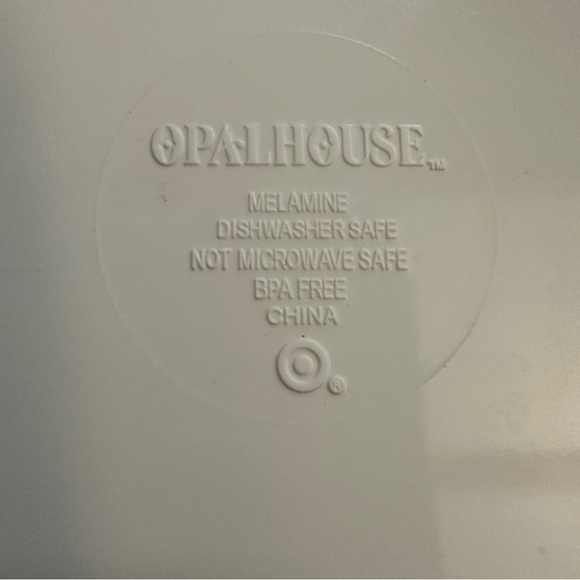 OPALHOUSE™
MELAMINE
DISHWASHER SAFE
NOT MICROWAVE SAFE
BPA FREE
CHINA
®